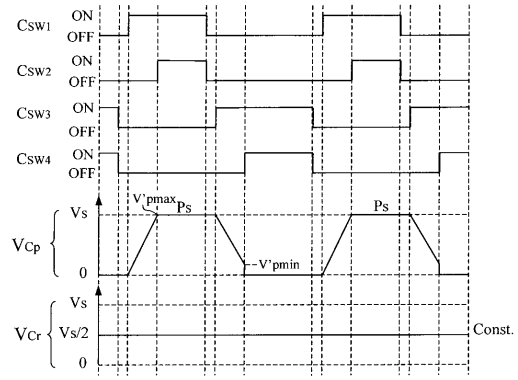 CSW1 ON
OFF
CSW2 ON
OFF
CSW3 ON
OFF
CSW4 ON
OFF
V'pmax Ps Ps
Vs
VCp
V'pmin
0
Vs
VCr Vs/2 Const.
0